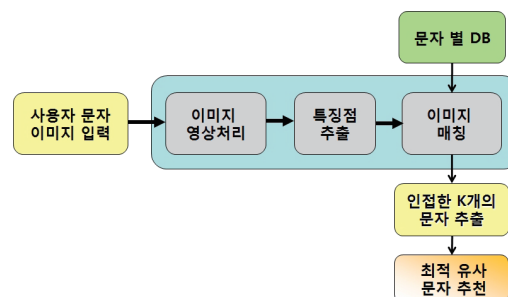 문자 별 DB
사용자 문자
이미지 입력
이미지
영상처리
특징점
추출
이미지
매칭
인접한 K개의
문자 추출
최적 유사
문자 추천